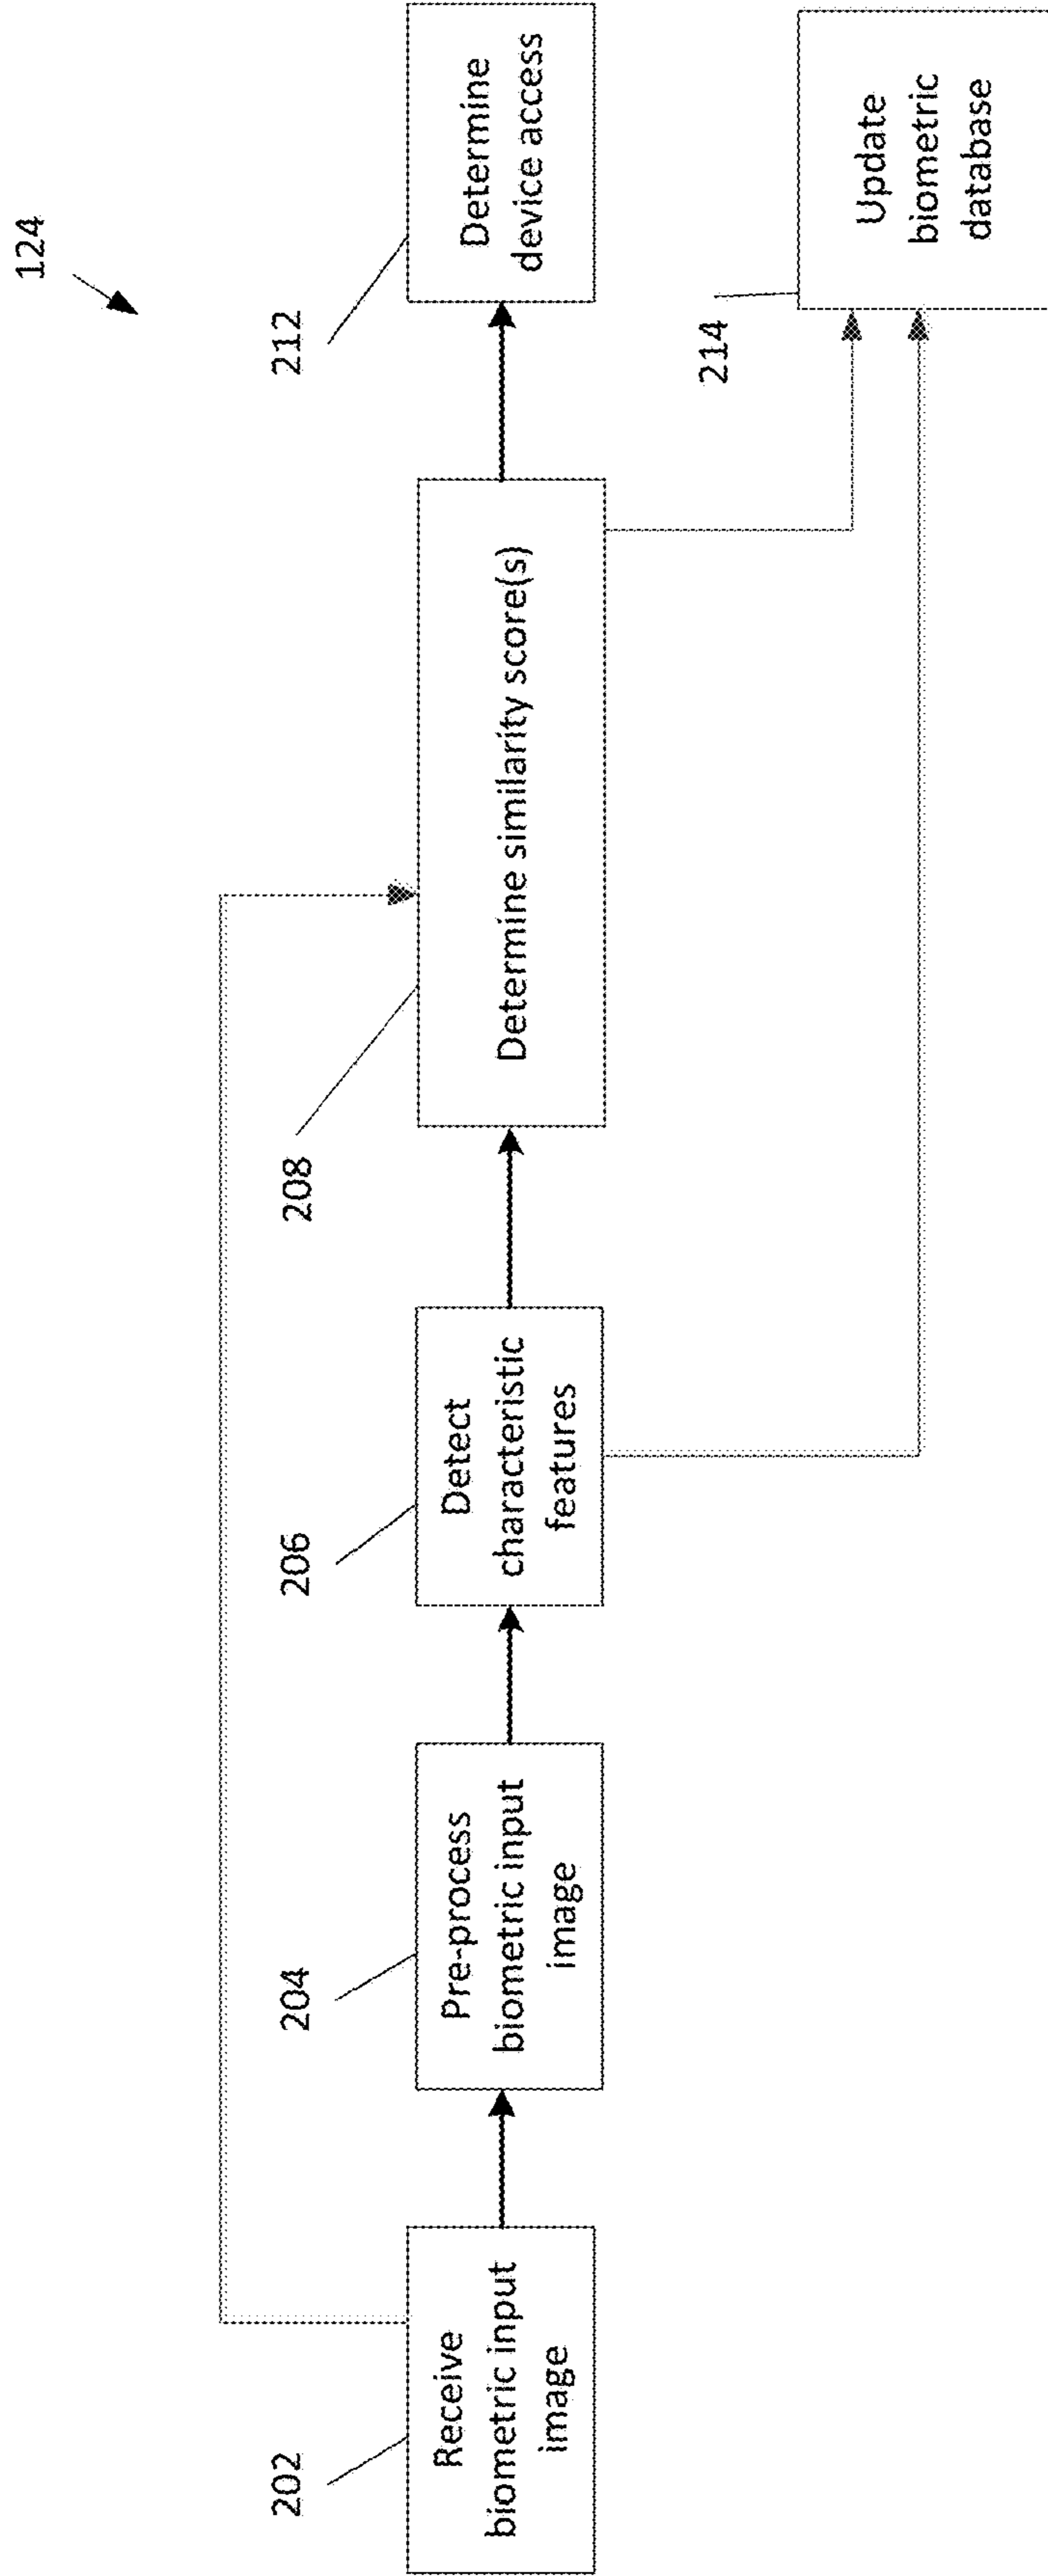 124
202
Receive
biometric input
image
204
Pre-process
biometric input
image
206
Detect
characteristic
features
208
Determine similarity score(s)
212
Determine
device access
214
Update
biometric
database